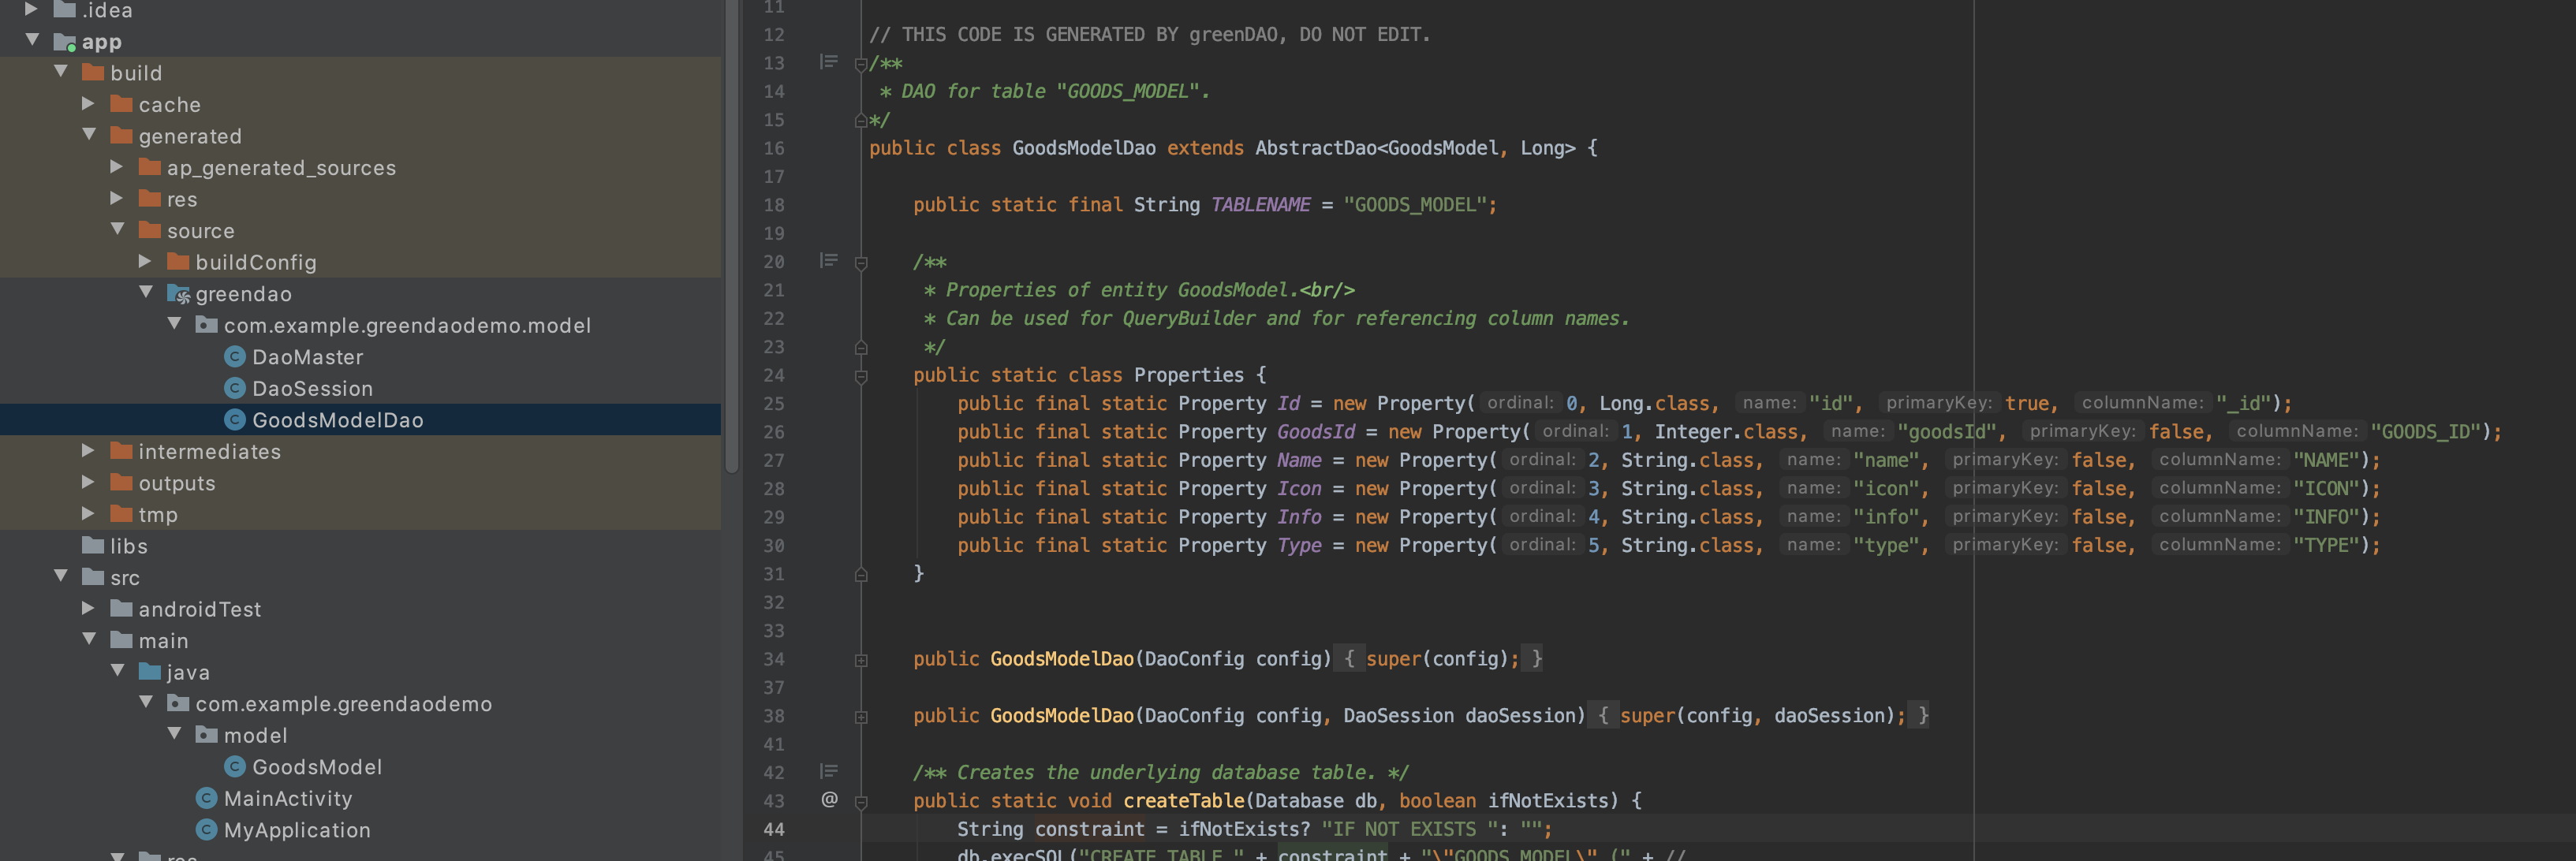 .idea
app
build
cache
generated
ap_generated_sources
res
source
buildConfig
greendao
com.example.greendaodemo.model
DaoMaster
DaoSession
GoodsModelDao
intermediates
outputs
tmp
libs
src
androidTest
main
java
com.example.greendaodemo
model
GoodsModel
MainActivity
MyApplication
res
11
12 // THIS CODE IS GENERATED BY greenDAO, DO NOT EDIT.
13 /**
14  * DAO for table "GOODS_MODEL".
15 */
16 public class GoodsModelDao extends AbstractDao<GoodsModel, Long> {
17
18     public static final String TABLENAME = "GOODS_MODEL";
19
20     /**
21      * Properties of entity GoodsModel.<br/>
22      * Can be used for QueryBuilder and for referencing column names.
23      */
24     public static class Properties {
25         public final static Property Id = new Property( ordinal: 0, Long.class, name: "id", primaryKey: true, columnName: "_id");
26         public final static Property GoodsId = new Property( ordinal: 1, Integer.class, name: "goodsId", primaryKey: false, columnName: "GOODS_ID");
27         public final static Property Name = new Property( ordinal: 2, String.class, name: "name", primaryKey: false, columnName: "NAME");
28         public final static Property Icon = new Property( ordinal: 3, String.class, name: "icon", primaryKey: false, columnName: "ICON");
29         public final static Property Info = new Property( ordinal: 4, String.class, name: "info", primaryKey: false, columnName: "INFO");
30         public final static Property Type = new Property( ordinal: 5, String.class, name: "type", primaryKey: false, columnName: "TYPE");
31     }
32
33
34     public GoodsModelDao(DaoConfig config) { super(config); }
37
38     public GoodsModelDao(DaoConfig config, DaoSession daoSession) { super(config, daoSession); }
41
42     /** Creates the underlying database table. */
43 @ public static void createTable(Database db, boolean ifNotExists) {
44         String constraint = ifNotExists? "IF NOT EXISTS ": "";
45         db.execSQL("CREATE TABLE " + constraint + "\"GOODS_MODEL\" (" + //